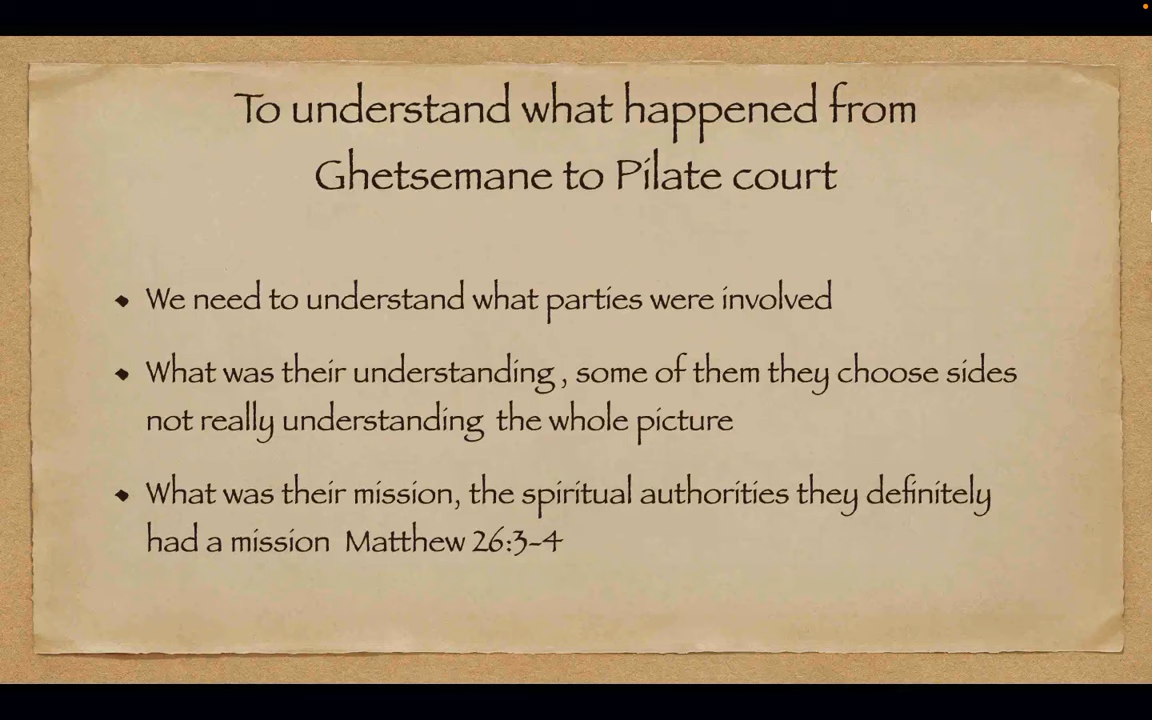 To understand what happened from
Ghetsemane to Pilate court
We need to understand what parties were involved
What was their understanding , some of them they choose sides
not really understanding the whole picture
What was their mission, the spiritual authorities they definitely
had a mission Matthew 26:3-4